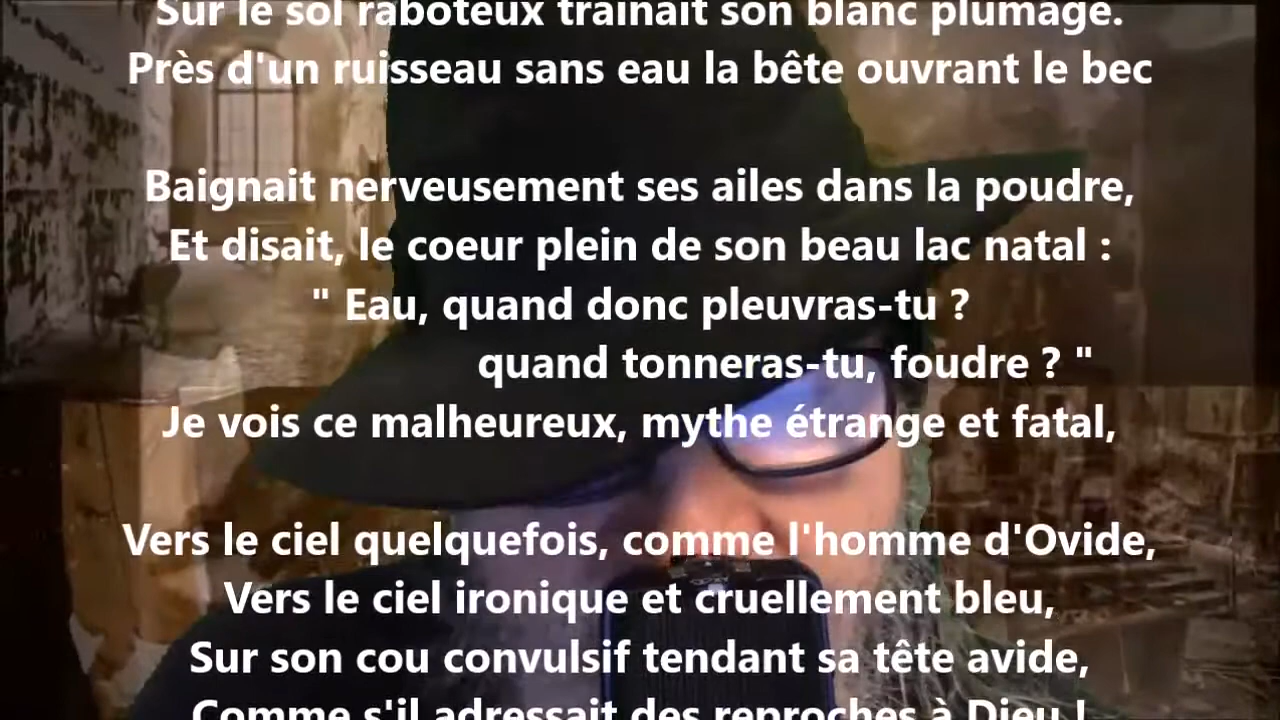 Sur le sol raboteux traînait son blanc plumage.
Près d'un ruisseau sans eau la bête ouvrant le bec
Baignait nerveusement ses ailes dans la poudre,
Et disait, le coeur plein de son beau lac natal :
" Eau, quand donc pleuvras-tu ?
quand tonneras-tu, foudre ? "
Je vois ce malheureux, mythe étrange et fatal,
Vers le ciel quelquefois, comme l'homme d'Ovide,
Vers le ciel ironique et cruellement bleu,
Sur son cou convulsif tendant sa tête avide,
Comme s'il adressait des reproches à Dieu !